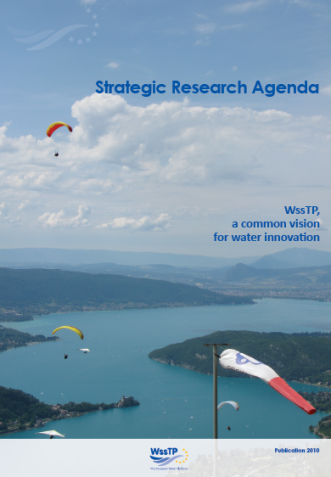 Strategic Research Agenda
WssTP,
a common vision
for water innovation
WssTP
Publication 2010